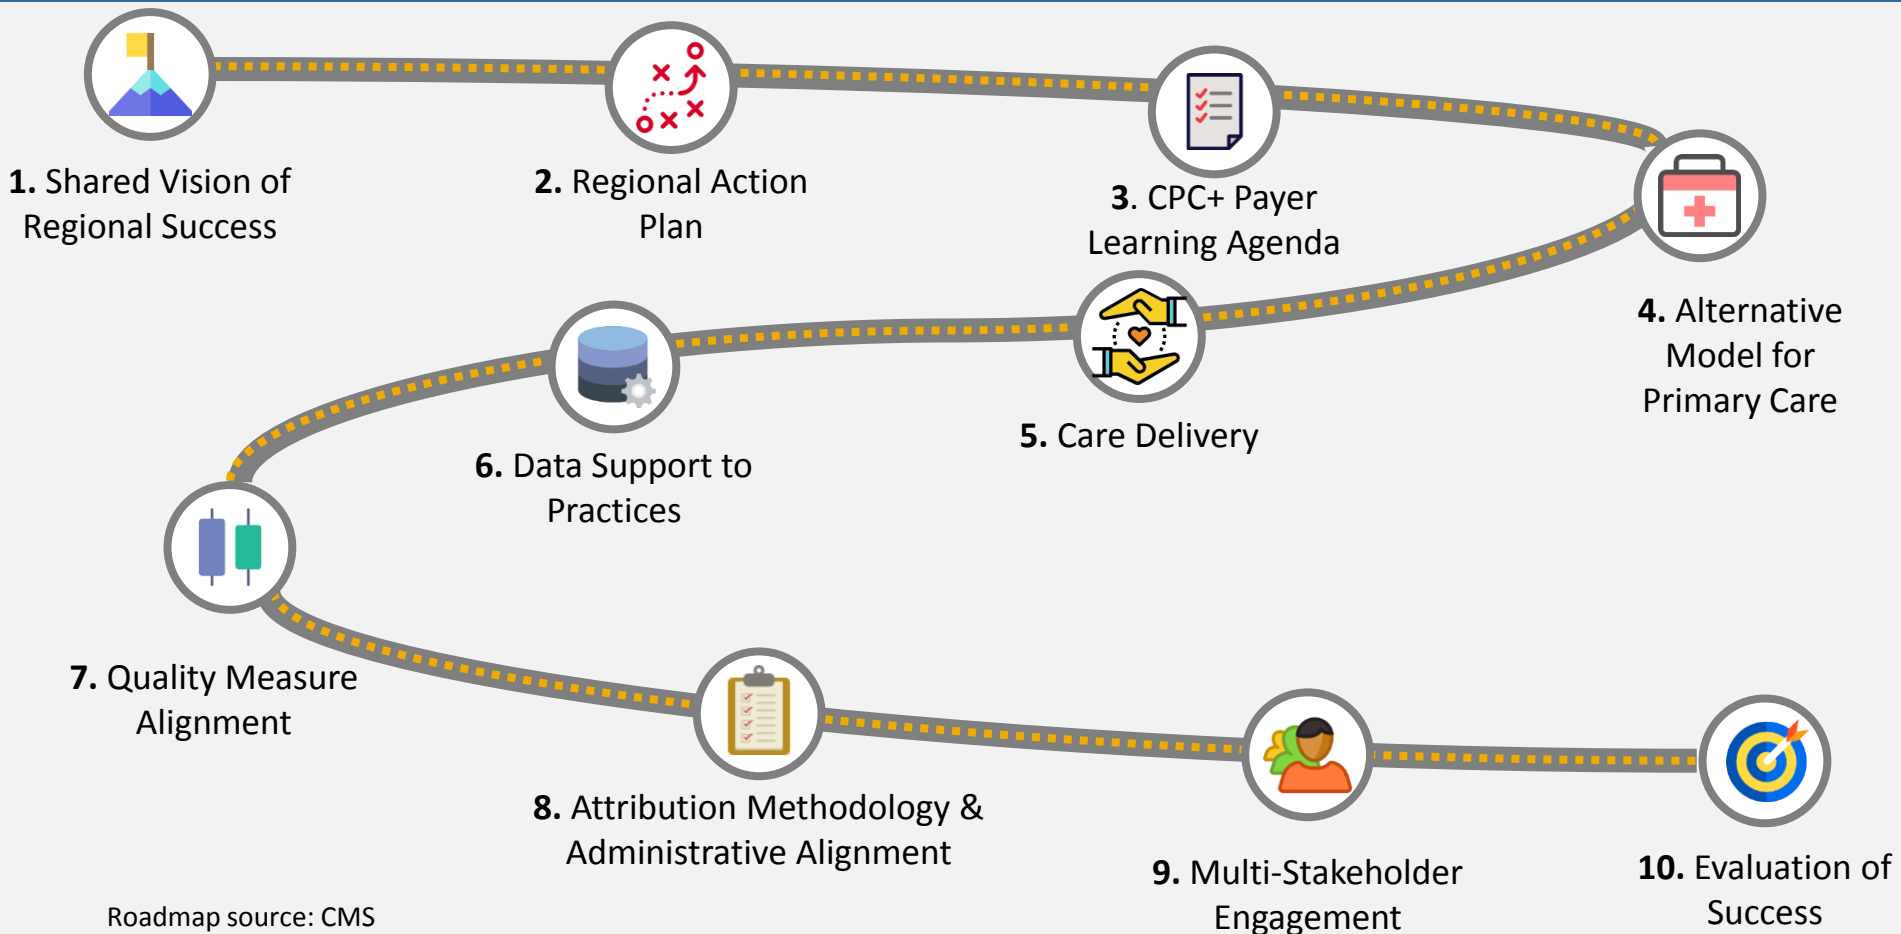 1. Shared Vision of
Regional Success
2. Regional Action
Plan
3. CPC+ Payer
Learning Agenda
4. Alternative
Model for
Primary Care
5. Care Delivery
6. Data Support to
Practices
7. Quality Measure
Alignment
8. Attribution Methodology &
Administrative Alignment
9. Multi-Stakeholder
Engagement
10. Evaluation of
Success
Roadmap source: CMS